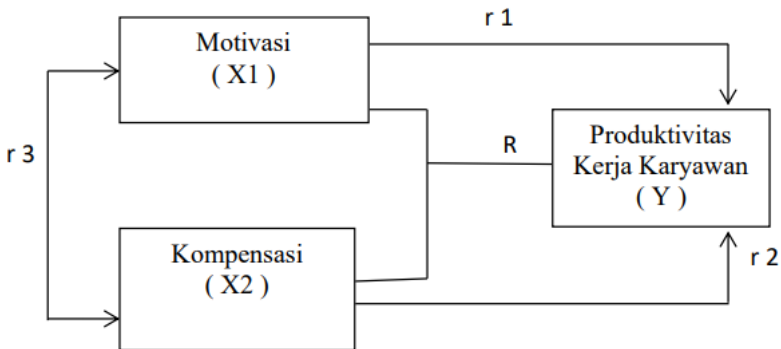 r 1
Motivasi
( X1 )
Produktivitas
Kerja Karyawan
( Y )
R
r 3
Kompensasi
( X2 )
r 2